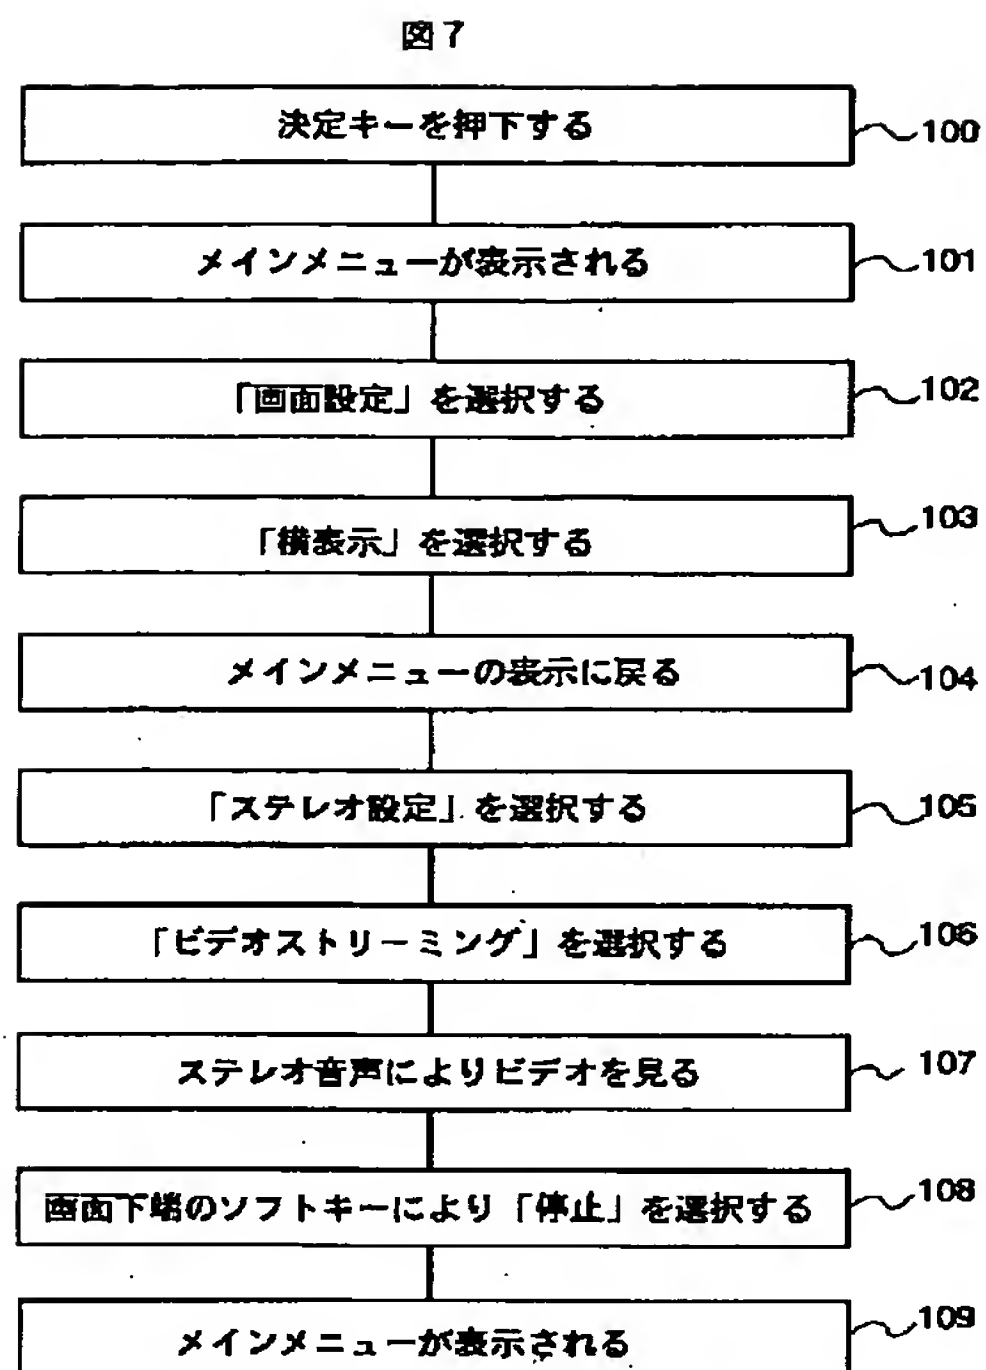 図7
決定キーを押下する
100
メインメニューが表示される
101
「画面設定」を選択する
102
「横表示」を選択する
103
メインメニューの表示に戻る
104
「ステレオ設定」を選択する
105
「ビデオストリーミング」を選択する
106
ステレオ音声によりビデオを見る
107
画面下端のソフトキーにより「停止」を選択する
108
メインメニューが表示される
109